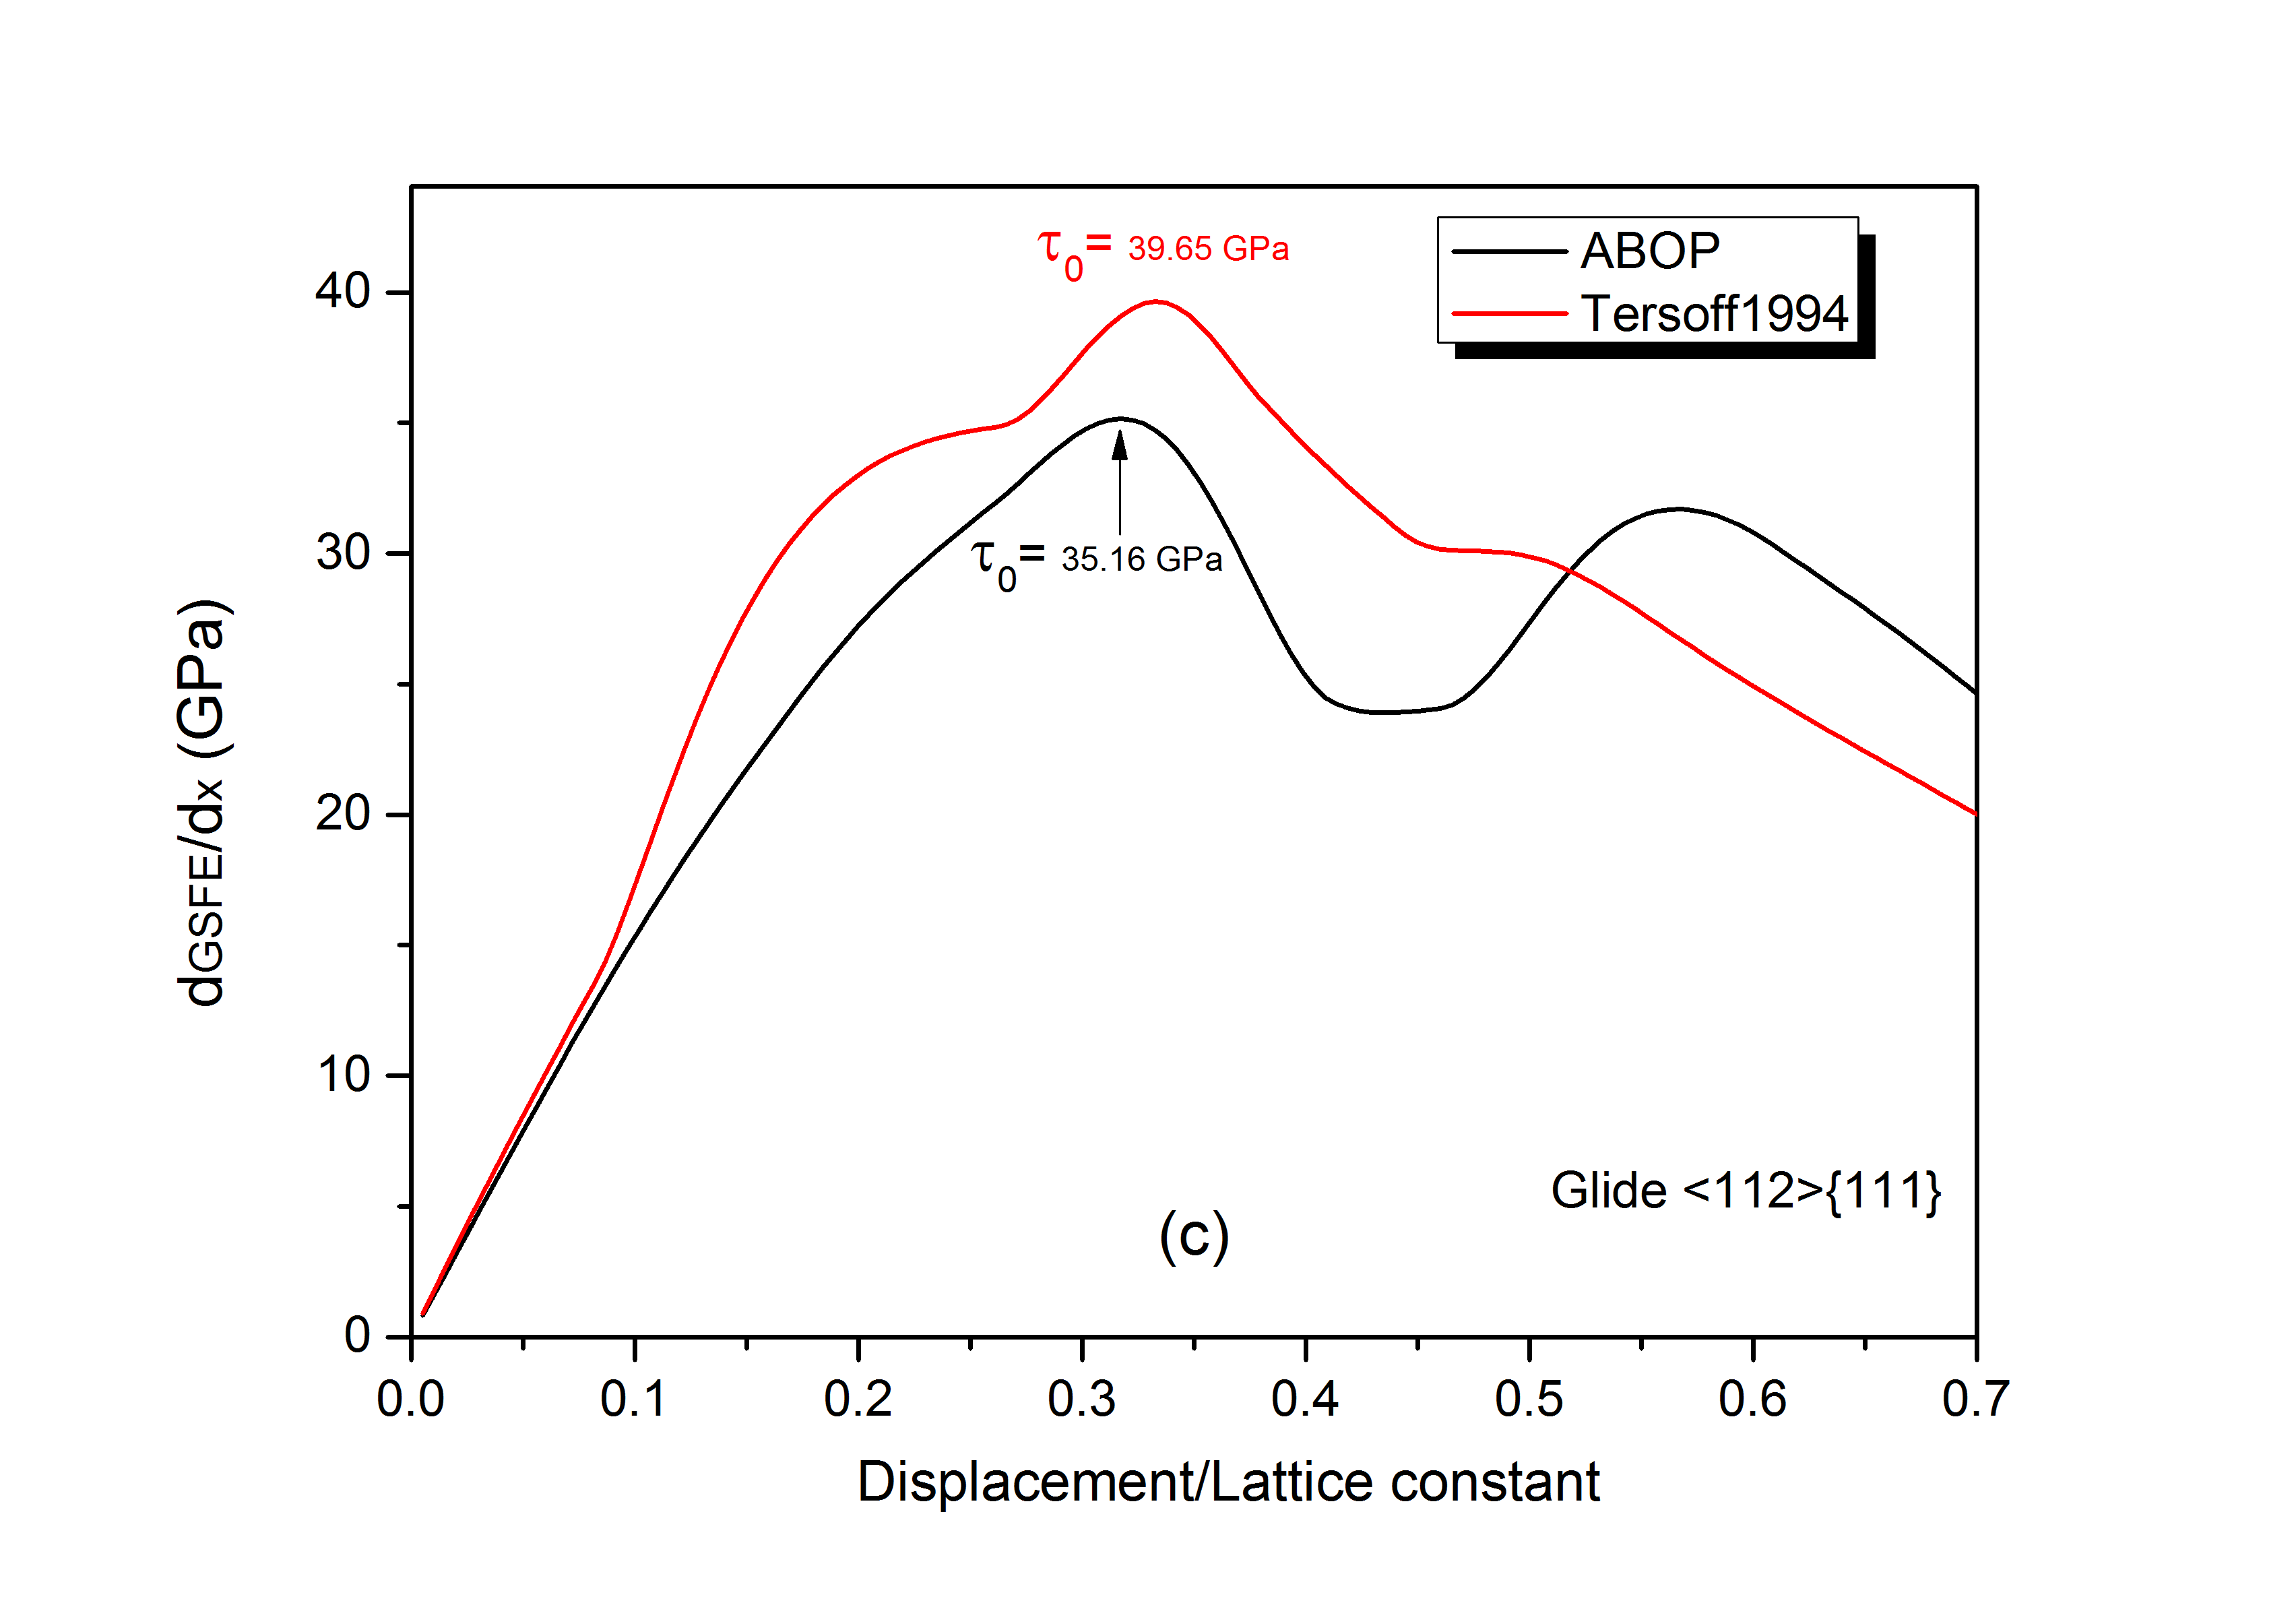 τ0= 39.65 GPa
ABOP
Tersoff1994
40
30
20
10
0
τ0= 35.16 GPa
dGSFE/dx (GPa)
Glide <112>{111}
(c)
0.0 0.1 0.2 0.3 0.4 0.5 0.6 0.7
Displacement/Lattice constant